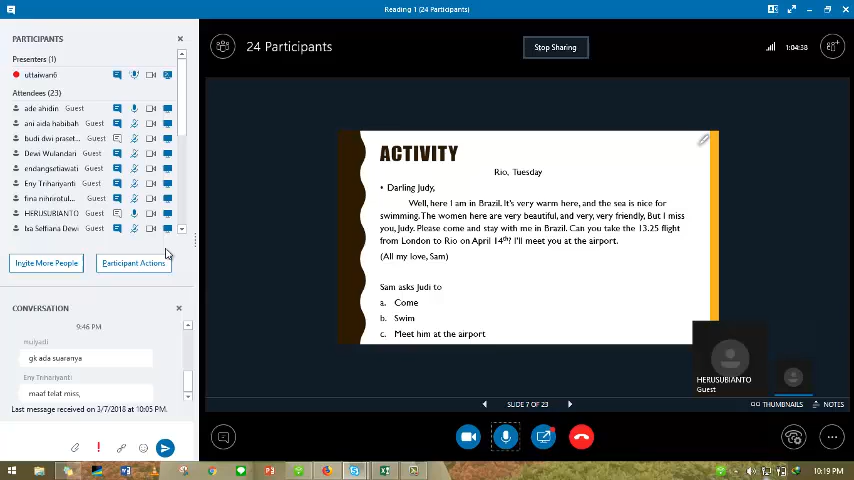 Reading 1 (24 Participants)
PARTICIPANTS
Presenters (1)
uttaiwan6
Attendees (23)
ade ahidin Guest
ani aida habibah Guest
budi dwi praset... Guest
Dewi Wulandari Guest
endangsetiawati Guest
Eny Trihariyanti Guest
fina nihrirotul... Guest
HERUSUBIANTO Guest
Ixa Selfiana Dewi Guest
Invite More People
Participant Actions
CONVERSATION
9:46 PM
mulyadi
gk ada suaranya
Eny Trihariyanti
maaf telat miss,
Last message received on 3/7/2018 at 10:05 PM.
24 Participants
Stop Sharing
1:04:38
ACTIVITY
Rio, Tuesday
• Darling Judy,
Well, here I am in Brazil. It's very warm here, and the sea is nice for
swimming. The women here are very beautiful, and very, very friendly, But I miss
you, Judy. Please come and stay with me in Brazil. Can you take the 13.25 flight
from London to Rio on April 14th? I'll meet you at the airport.
(All my love, Sam)
Sam asks Judi to
a. Come
b. Swim
c. Meet him at the airport
HERUSUBIANTO
Guest
SLIDE 7 OF 23
THUMBNAILS
NOTES
10:19 PM